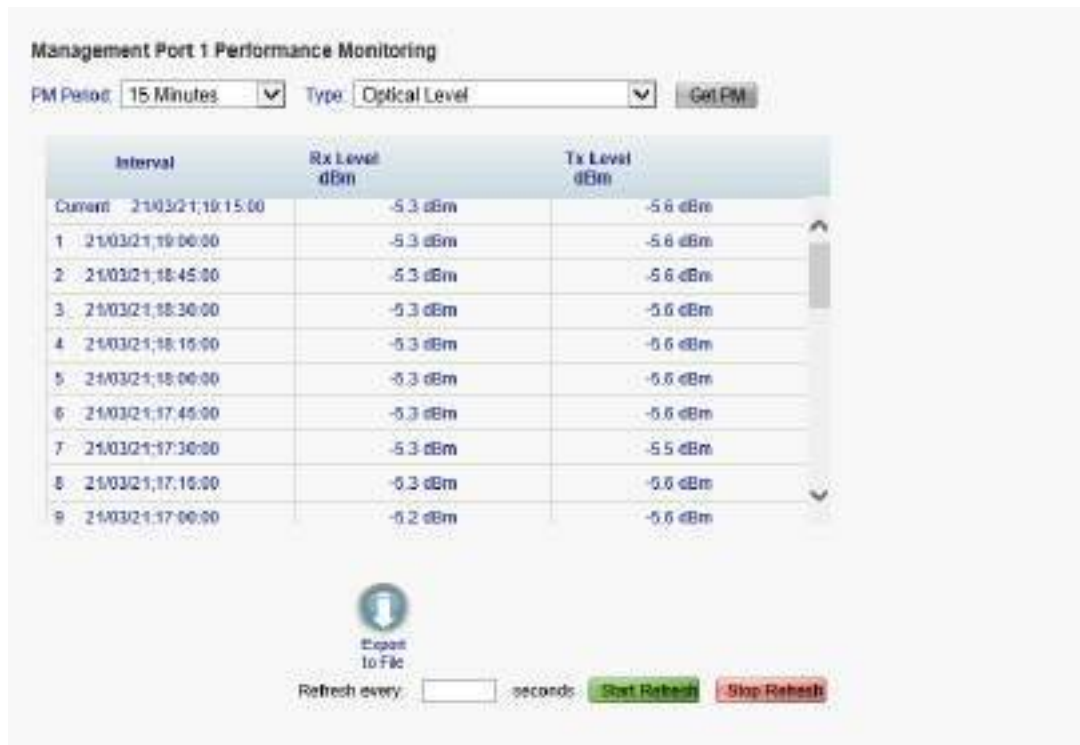 Management Port 1 Performance Monitoring
PM Period: 15 Minutes Type: Optical Level Get PM
Interval Rx Level dBm Tx Level dBm
Current 21/03/21;19:15:00 -5.3 dBm -5.6 dBm
1 21/03/21;19:00:00 -5.3 dBm -5.6 dBm
2 21/03/21;18:45:00 -5.3 dBm -5.6 dBm
3 21/03/21;18:30:00 -5.3 dBm -5.6 dBm
4 21/03/21;18:15:00 -5.3 dBm -5.6 dBm
5 21/03/21;18:00:00 -5.3 dBm -5.6 dBm
6 21/03/21;17:45:00 -5.3 dBm -5.6 dBm
7 21/03/21;17:30:00 -5.3 dBm -5.5 dBm
8 21/03/21;17:15:00 -5.3 dBm -5.6 dBm
9 21/03/21;17:00:00 -5.2 dBm -5.6 dBm
Export
to File
Refresh every: seconds Start Refresh Stop Refresh